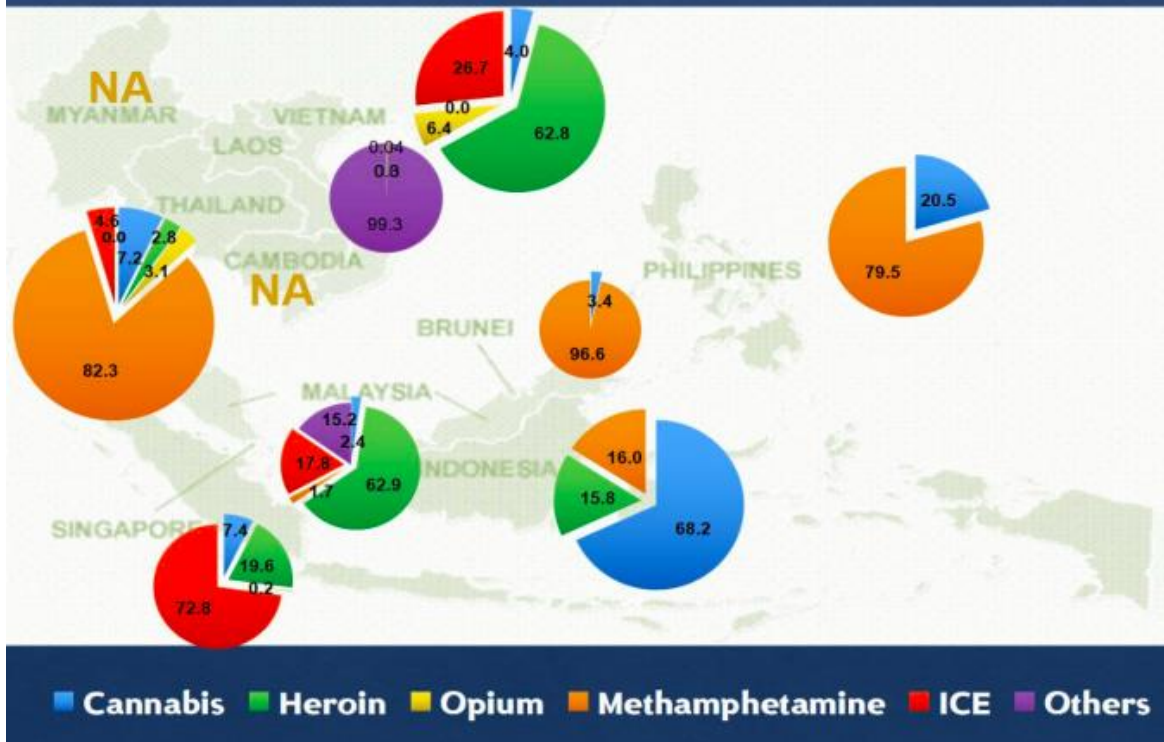 4.0
26.7
0.0
6.4
62.8
NA
MYANMAR
VIETNAM
LAOS
0.04
0.8
99.3
THAILAND
CAMBODIA
NA
4.6
0.0
7.2
2.8
3.1
82.3
20.5
79.5
PHILIPPINES
3.4
96.6
BRUNEI
MALAYSIA
15.2
2.4
17.8
1.7
62.9
INDONESIA
16.0
15.8
68.2
SINGAPORE
7.4
19.6
0.2
72.8
Cannabis Heroin Opium Methamphetamine ICE Others